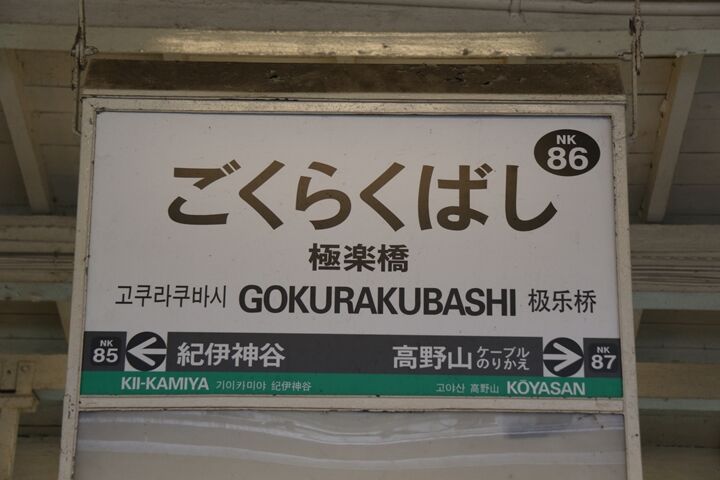 NK
86
ごくらくばし
極楽橋
고쿠라쿠바시 GOKURAKUBASHI 极乐桥
NK
85 紀伊神谷
KII-KAMIYA 기이카미야 紀伊神谷
高野山 ケーブル
のりかえ
NK
87
고야산 高野山 KŌYASAN